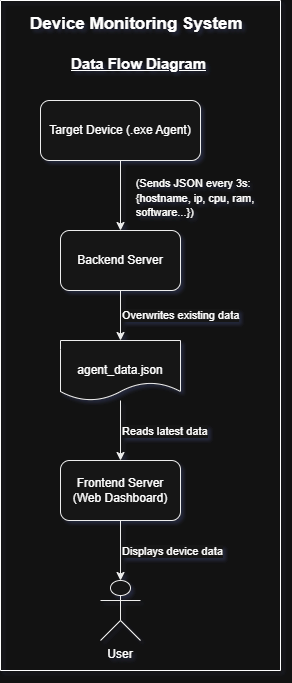 Device Monitoring System
Data Flow Diagram
Target Device (.exe Agent)
(Sends JSON every 3s:
{hostname, ip, cpu, ram,
software...})
Backend Server
Overwrites existing data
agent_data.json
Reads latest data
Frontend Server
(Web Dashboard)
Displays device data
User